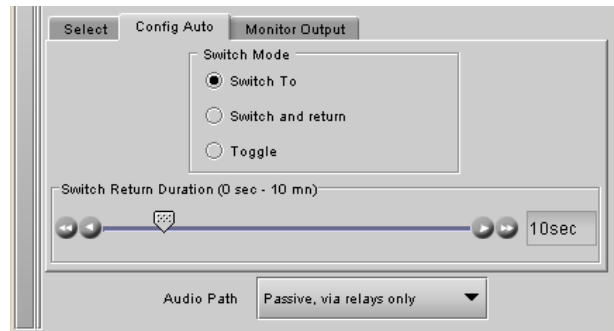 Select Config Auto Monitor Output
Switch Mode
Switch To
Switch and return
Toggle
Switch Return Duration (0 sec - 10 mn)
10sec
Audio Path Passive, via relays only